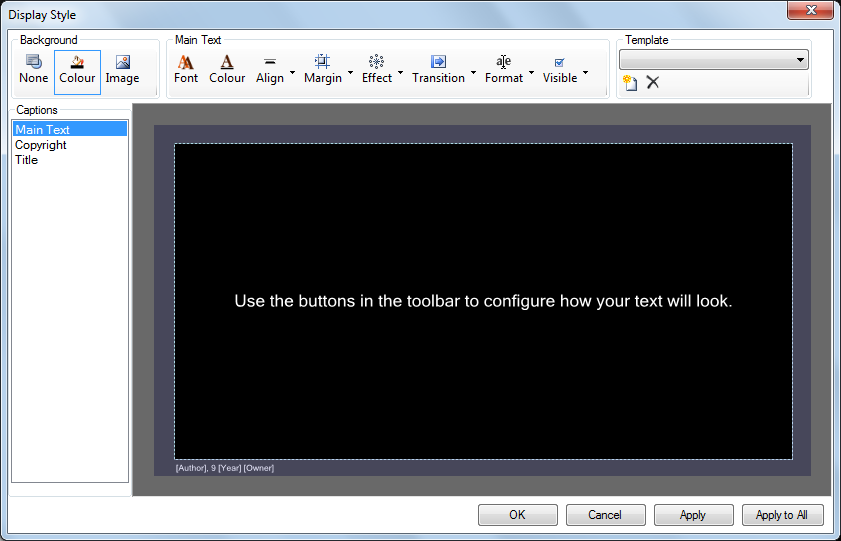 Display Style
Background
Main Text
Template
None
Colour
Image
Font
Colour
Align
Margin
Effect
Transition
Format
Visible
Captions
Main Text
Copyright
Title
Use the buttons in the toolbar to configure how your text will look.
[Author], 9 [Year] [Owner]
OK
Cancel
Apply
Apply to All